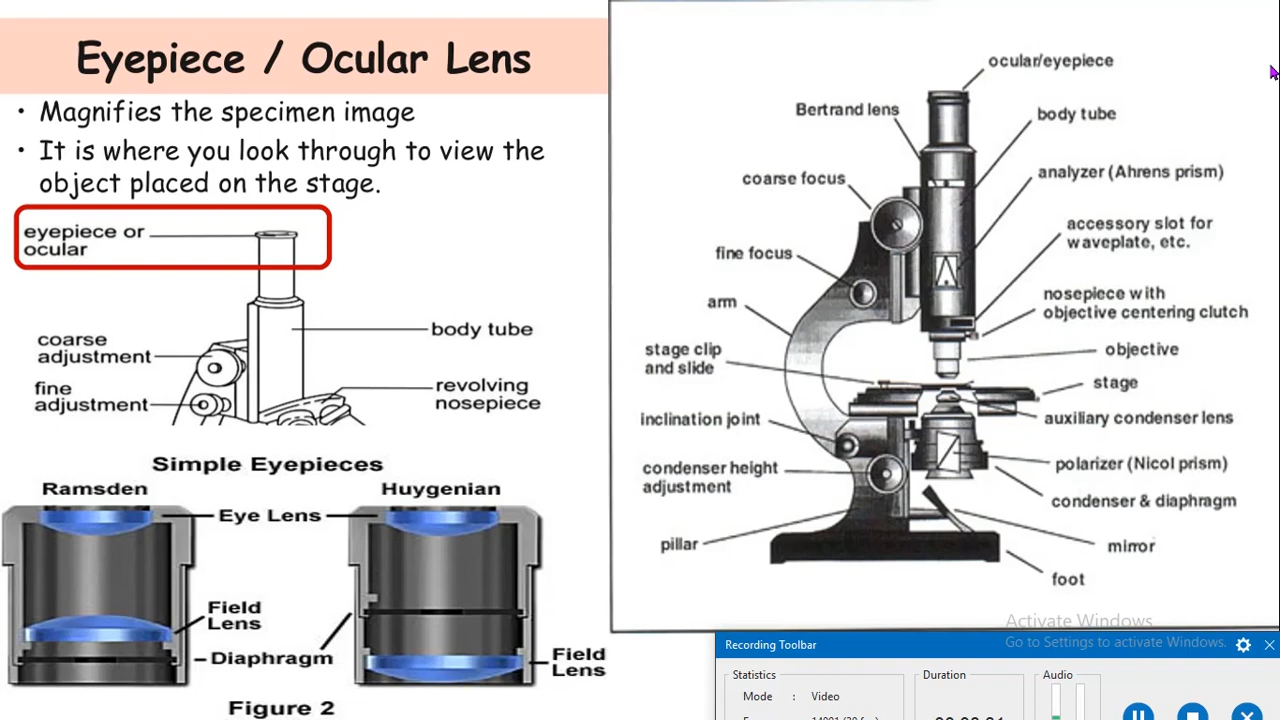 Eyepiece / Ocular Lens
• Magnifies the specimen image
• It is where you look through to view the
object placed on the stage.
eyepiece or
ocular
body tube
coarse
adjustment
fine
adjustment
revolving
nosepiece
Simple Eyepieces
Ramsden
Huygenian
Eye Lens
Field
Lens
Diaphragm
Field
Lens
Figure 2
ocular/eyepiece
Bertrand lens
body tube
coarse focus
analyzer (Ahrens prism)
accessory slot for
waveplate, etc.
fine focus
arm
nosepiece with
objective centering clutch
stage clip
and slide
objective
stage
inclination joint
auxiliary condenser lens
condenser height
adjustment
polarizer (Nicol prism)
condenser & diaphragm
pillar
mirror
foot
Activate Windows
Go to Settings to activate Windows.
Recording Toolbar
Statistics
Duration
Audio
Mode : Video